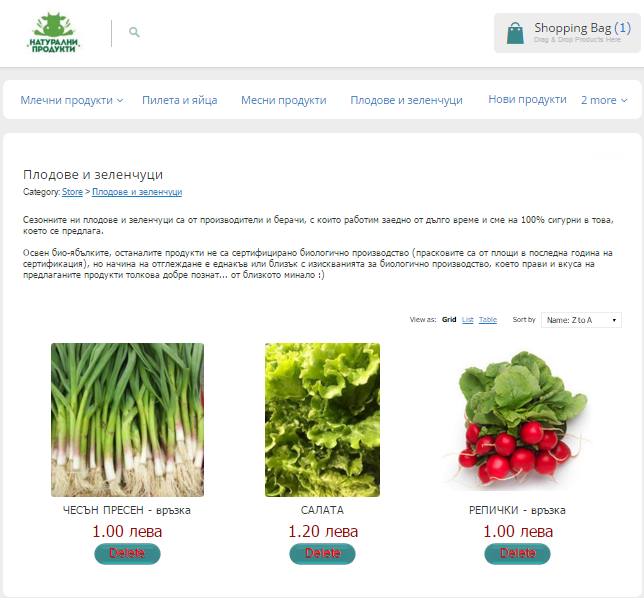 НАТУРАЛНИ
ПРОДУКТИ
Shopping Bag (1)
Drag & Drop Products Here
Млечни продукти
Пилета и яйца
Месни продукти
Плодове и зеленчуци
Нови продукти
2 more
Плодове и зеленчуци
Category: Store > Плодове и зеленчуци
Сезонните ни плодове и зеленчуци са от производители и берачи, с които работим заедно от дълго време и сме на 100% сигурни в това,
което се предлага.
Освен био-ябълките, останалите продукти не са сертифицирано биологично производство (прасковите са от площи в последна година на
сертификация), но начина на отглеждане е еднакъв или близък с изискванията за биологично производство, което прави и вкуса на
предлаганите продукти толкова добре познат... от близкото минало :)
View as: Grid List Table Sort by Name: Z to A
ЧЕСЪН ПРЕСЕН - връзка
САЛАТА
РЕПИЧКИ - връзка
1.00 лева
1.20 лева
1.00 лева
Delete
Delete
Delete